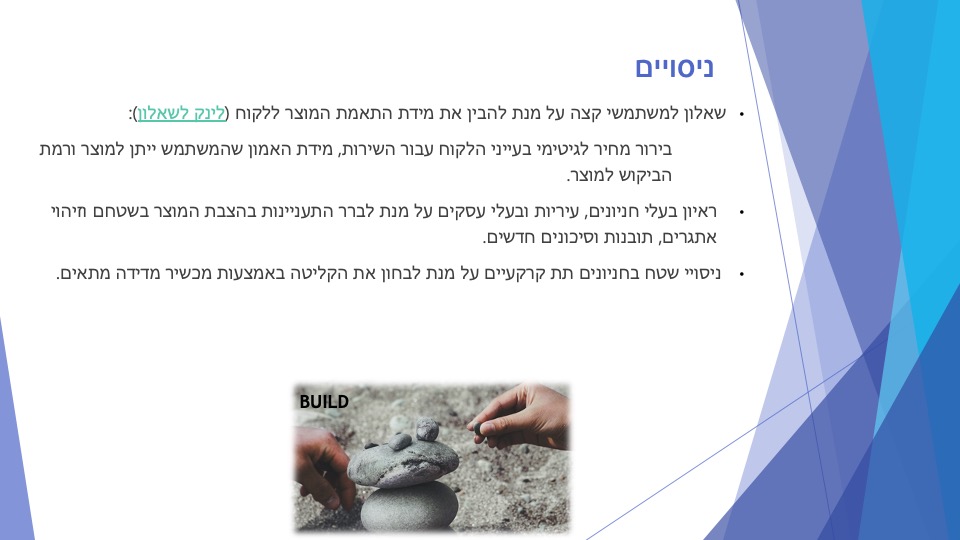 ניסויים
• שאלון למשתמשי קצה על מנת להבין את מידת התאמת המוצר ללקוח (לינק לשאלון):
בירור מחיר לגיטימי בעייני הלקוח עבור השירות, מידת האמון שהמשתמש ייתן למוצר ורמת
הביקוש למוצר.
• ראיון בעלי חניונים, עיריות ובעלי עסקים על מנת לברר התעניינות בהצבת המוצר בשטחם וזיהוי
אתגרים, תובנות וסיכונים חדשים.
• ניסויי שטח בחניונים תת קרקעיים על מנת לבחון את הקליטה באמצעות מכשיר מדידה מתאים.
BUILD